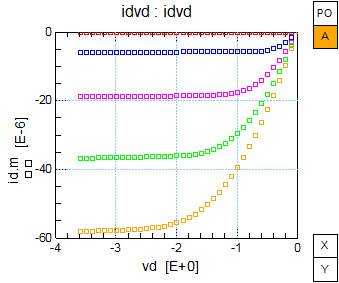 idvd : idvd
PO
A
0
-20
-40
-60
id.m [E-6]
-4
-3
-2
-1
0
vd [E+0]
X
Y